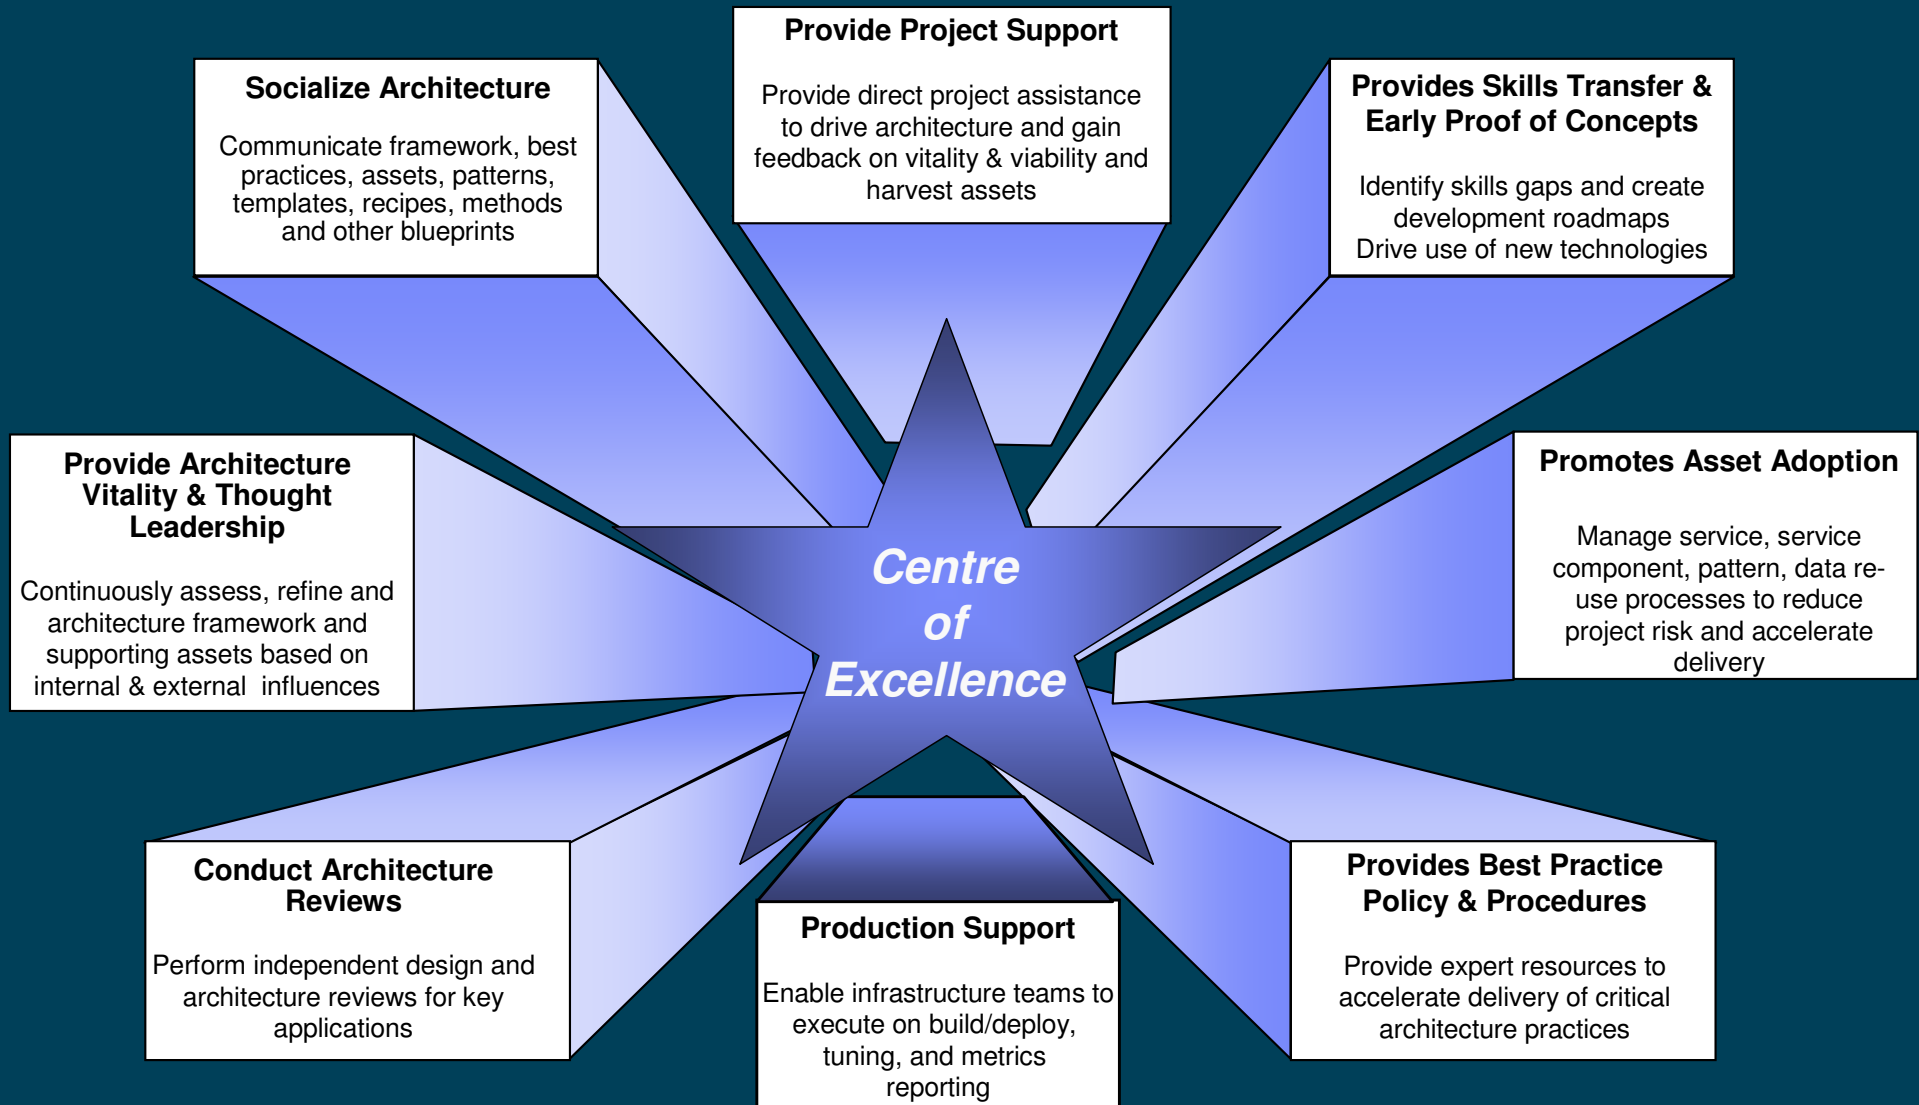 Provide Project Support
Provide direct project assistance
to drive architecture and gain
feedback on vitality & viability and
harvest assets
Socialize Architecture
Communicate framework, best
practices, assets, patterns,
templates, recipes, methods
and other blueprints
Provides Skills Transfer &
Early Proof of Concepts
Identify skills gaps and create
development roadmaps
Drive use of new technologies
Provide Architecture
Vitality & Thought
Leadership
Continuously assess, refine and
architecture framework and
supporting assets based on
internal & external influences
Centre
of
Excellence
Promotes Asset Adoption
Manage service, service
component, pattern, data re-
use processes to reduce
project risk and accelerate
delivery
Conduct Architecture
Reviews
Perform independent design and
architecture reviews for key
applications
Production Support
Enable infrastructure teams to
execute on build/deploy,
tuning, and metrics
reporting
Provides Best Practice
Policy & Procedures
Provide expert resources to
accelerate delivery of critical
architecture practices